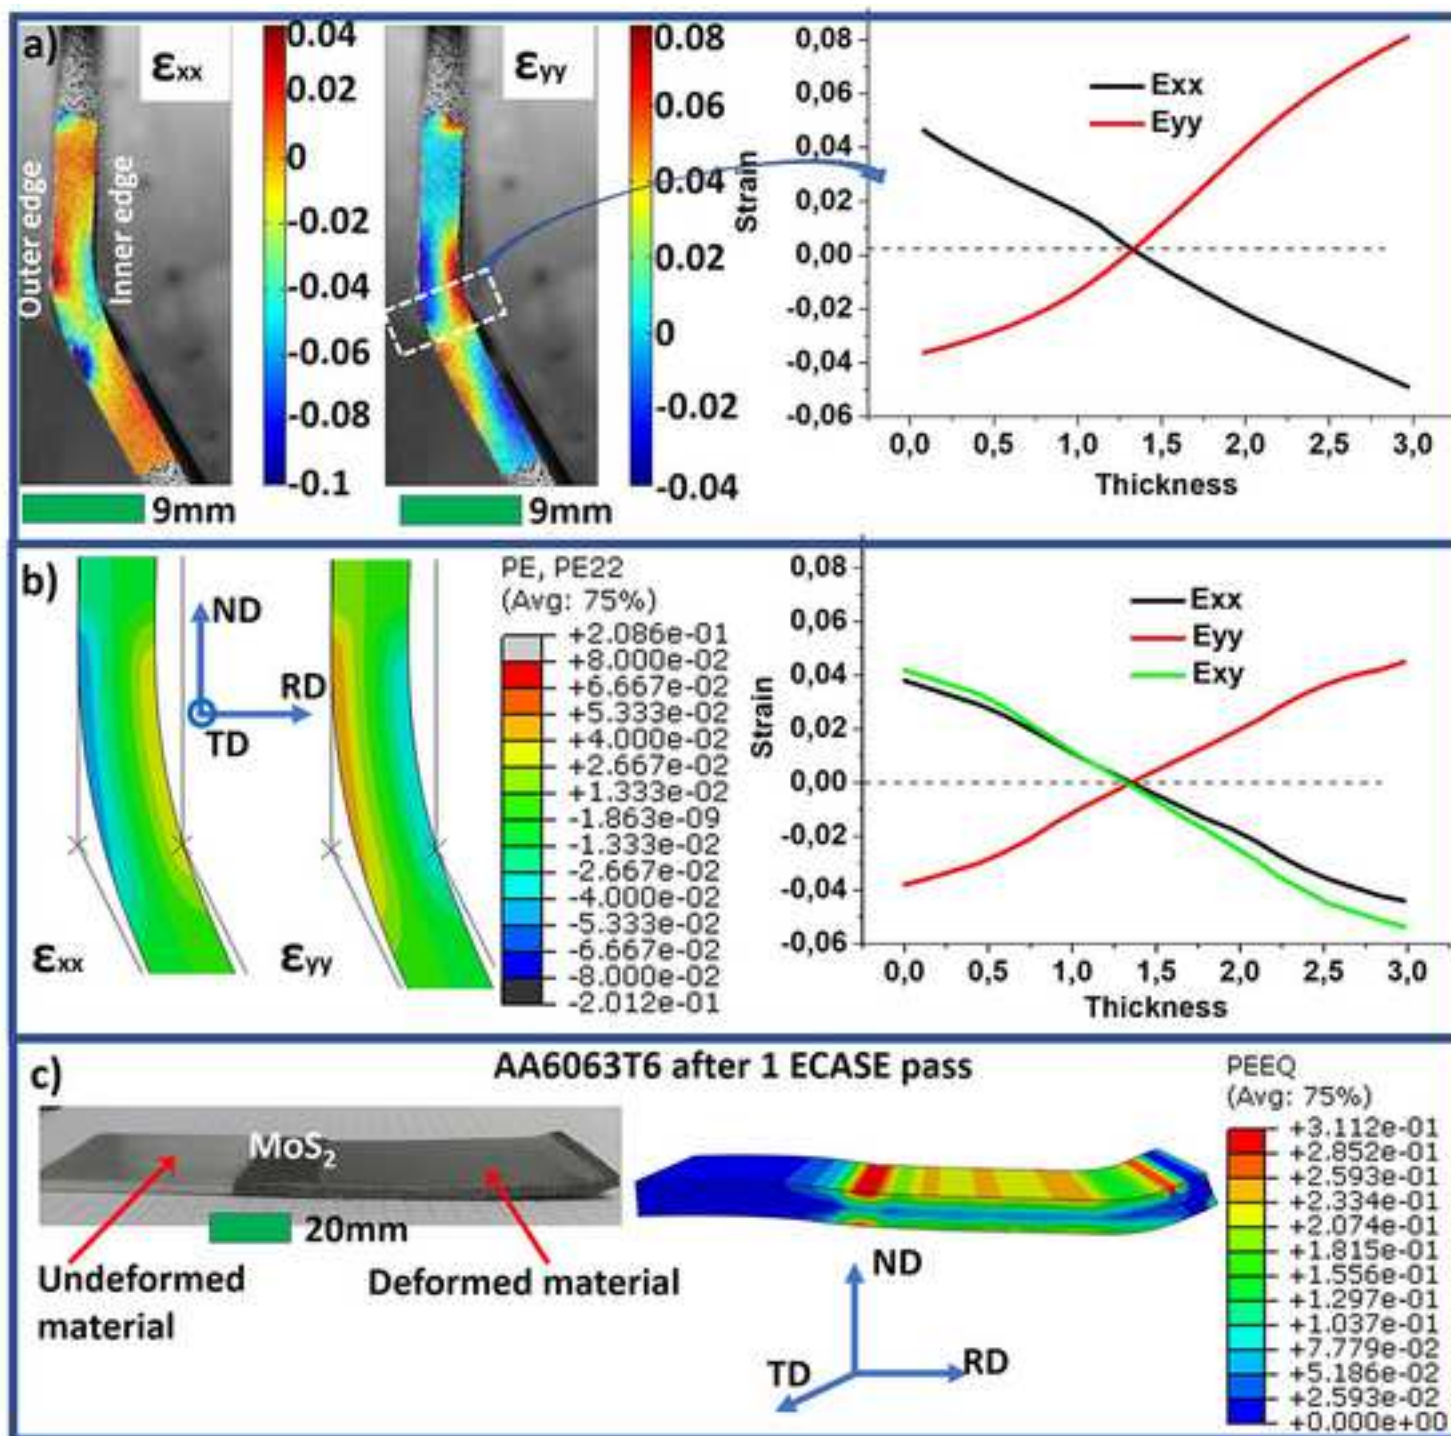 a)
εxx
εyy
Outer edge
Inner edge
0.04
0.02
0
-0.02
-0.04
-0.06
-0.08
-0.1
0.08
0.06
0.04
0.02
0
-0.02
-0.04
9mm
9mm
Exx
Eyy
Strain
0,08
0,06
0,04
0,02
0,00
-0,02
-0,04
-0,06
0,0 0,5 1,0 1,5 2,0 2,5 3,0
Thickness
b)
ND
RD
TD
εxx
εyy
PE, PE22
(Avg: 75%)
+2.086e-01
+8.000e-02
+6.667e-02
+5.333e-02
+4.000e-02
+2.667e-02
+1.333e-02
-1.863e-09
-1.333e-02
-2.667e-02
-4.000e-02
-5.333e-02
-6.667e-02
-8.000e-02
-2.012e-01
Exx
Eyy
Exy
Strain
0,08
0,06
0,04
0,02
0,00
-0,02
-0,04
-0,06
0,0 0,5 1,0 1,5 2,0 2,5 3,0
Thickness
c)
AA6063T6 after 1 ECASE pass
MoS2
20mm
Undeformed
material
Deformed material
ND
TD
RD
PEEQ
(Avg: 75%)
+3.112e-01
+2.852e-01
+2.593e-01
+2.334e-01
+2.074e-01
+1.815e-01
+1.556e-01
+1.297e-01
+1.037e-01
+7.779e-02
+5.186e-02
+2.593e-02
+0.000e+00